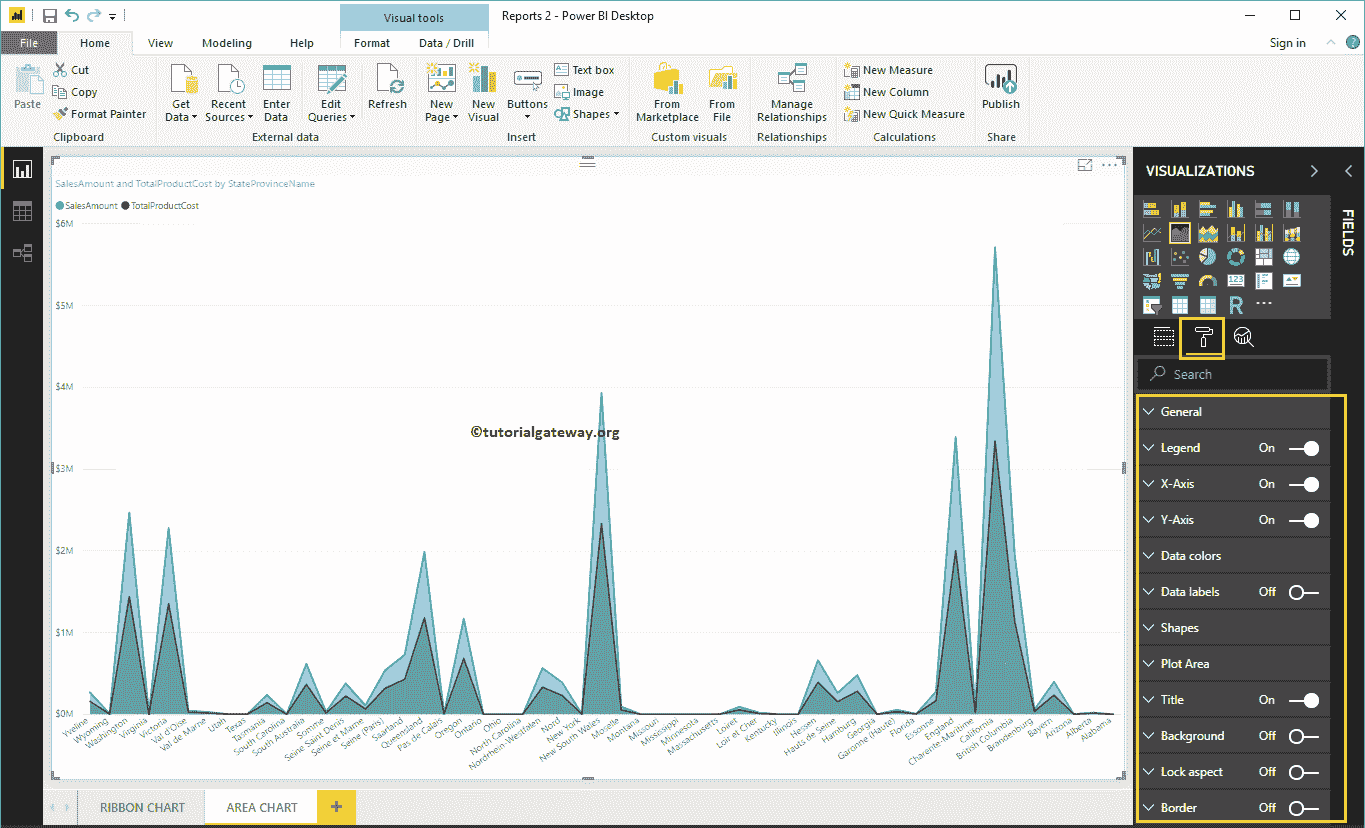 Visual tools
Reports 2 - Power BI Desktop
File Home View Modeling Help Format Data / Drill Sign in
Paste
Cut
Copy
Format Painter
Clipboard
Get Data
Recent Sources
Enter Data
Edit Queries
External data
Refresh
New Page
New Visual
Buttons
Text box
Image
Shapes
Insert
From Marketplace
From File
Custom visuals
Manage Relationships
Relationships
New Measure
New Column
New Quick Measure
Calculations
Publish
Share
SalesAmount and TotalProductCost by StateProvinceName
SalesAmount TotalProductCost
$6M
$5M
$4M
$3M
$2M
$1M
$0M
©tutorialgateway.org
Yveline
Wyoming
Washington
Virginia
Victoria
Val d'Oise
Val de Marne
Utah
Texas
Tasmania
South Carolina
South Australia
Somme
Seine Saint Denis
Seine et Marne
Seine (Paris)
Saarland
Queensland
Pas de Calais
Oregon
Ontario
Ohio
North Carolina
Nordrhein-Westfalen
Nord
New York
New South Wales
Moselle
Montana
Missouri
Mississippi
Minnesota
Massachusetts
Loiret
Loir et Cher
Kentucky
Illinois
Hessen
Hauts de Seine
Hamburg
Georgia
Garonne (Haute)
Florida
Essonne
England
Charente-Maritime
California
British Columbia
Brandenburg
Bayern
Arizona
Alberta
Alabama
RIBBON CHART
AREA CHART
+
VISUALIZATIONS
FIELDS
123
R
Search
General
Legend On
X-Axis On
Y-Axis On
Data colors
Data labels Off
Shapes
Plot Area
Title On
Background Off
Lock aspect Off
Border Off